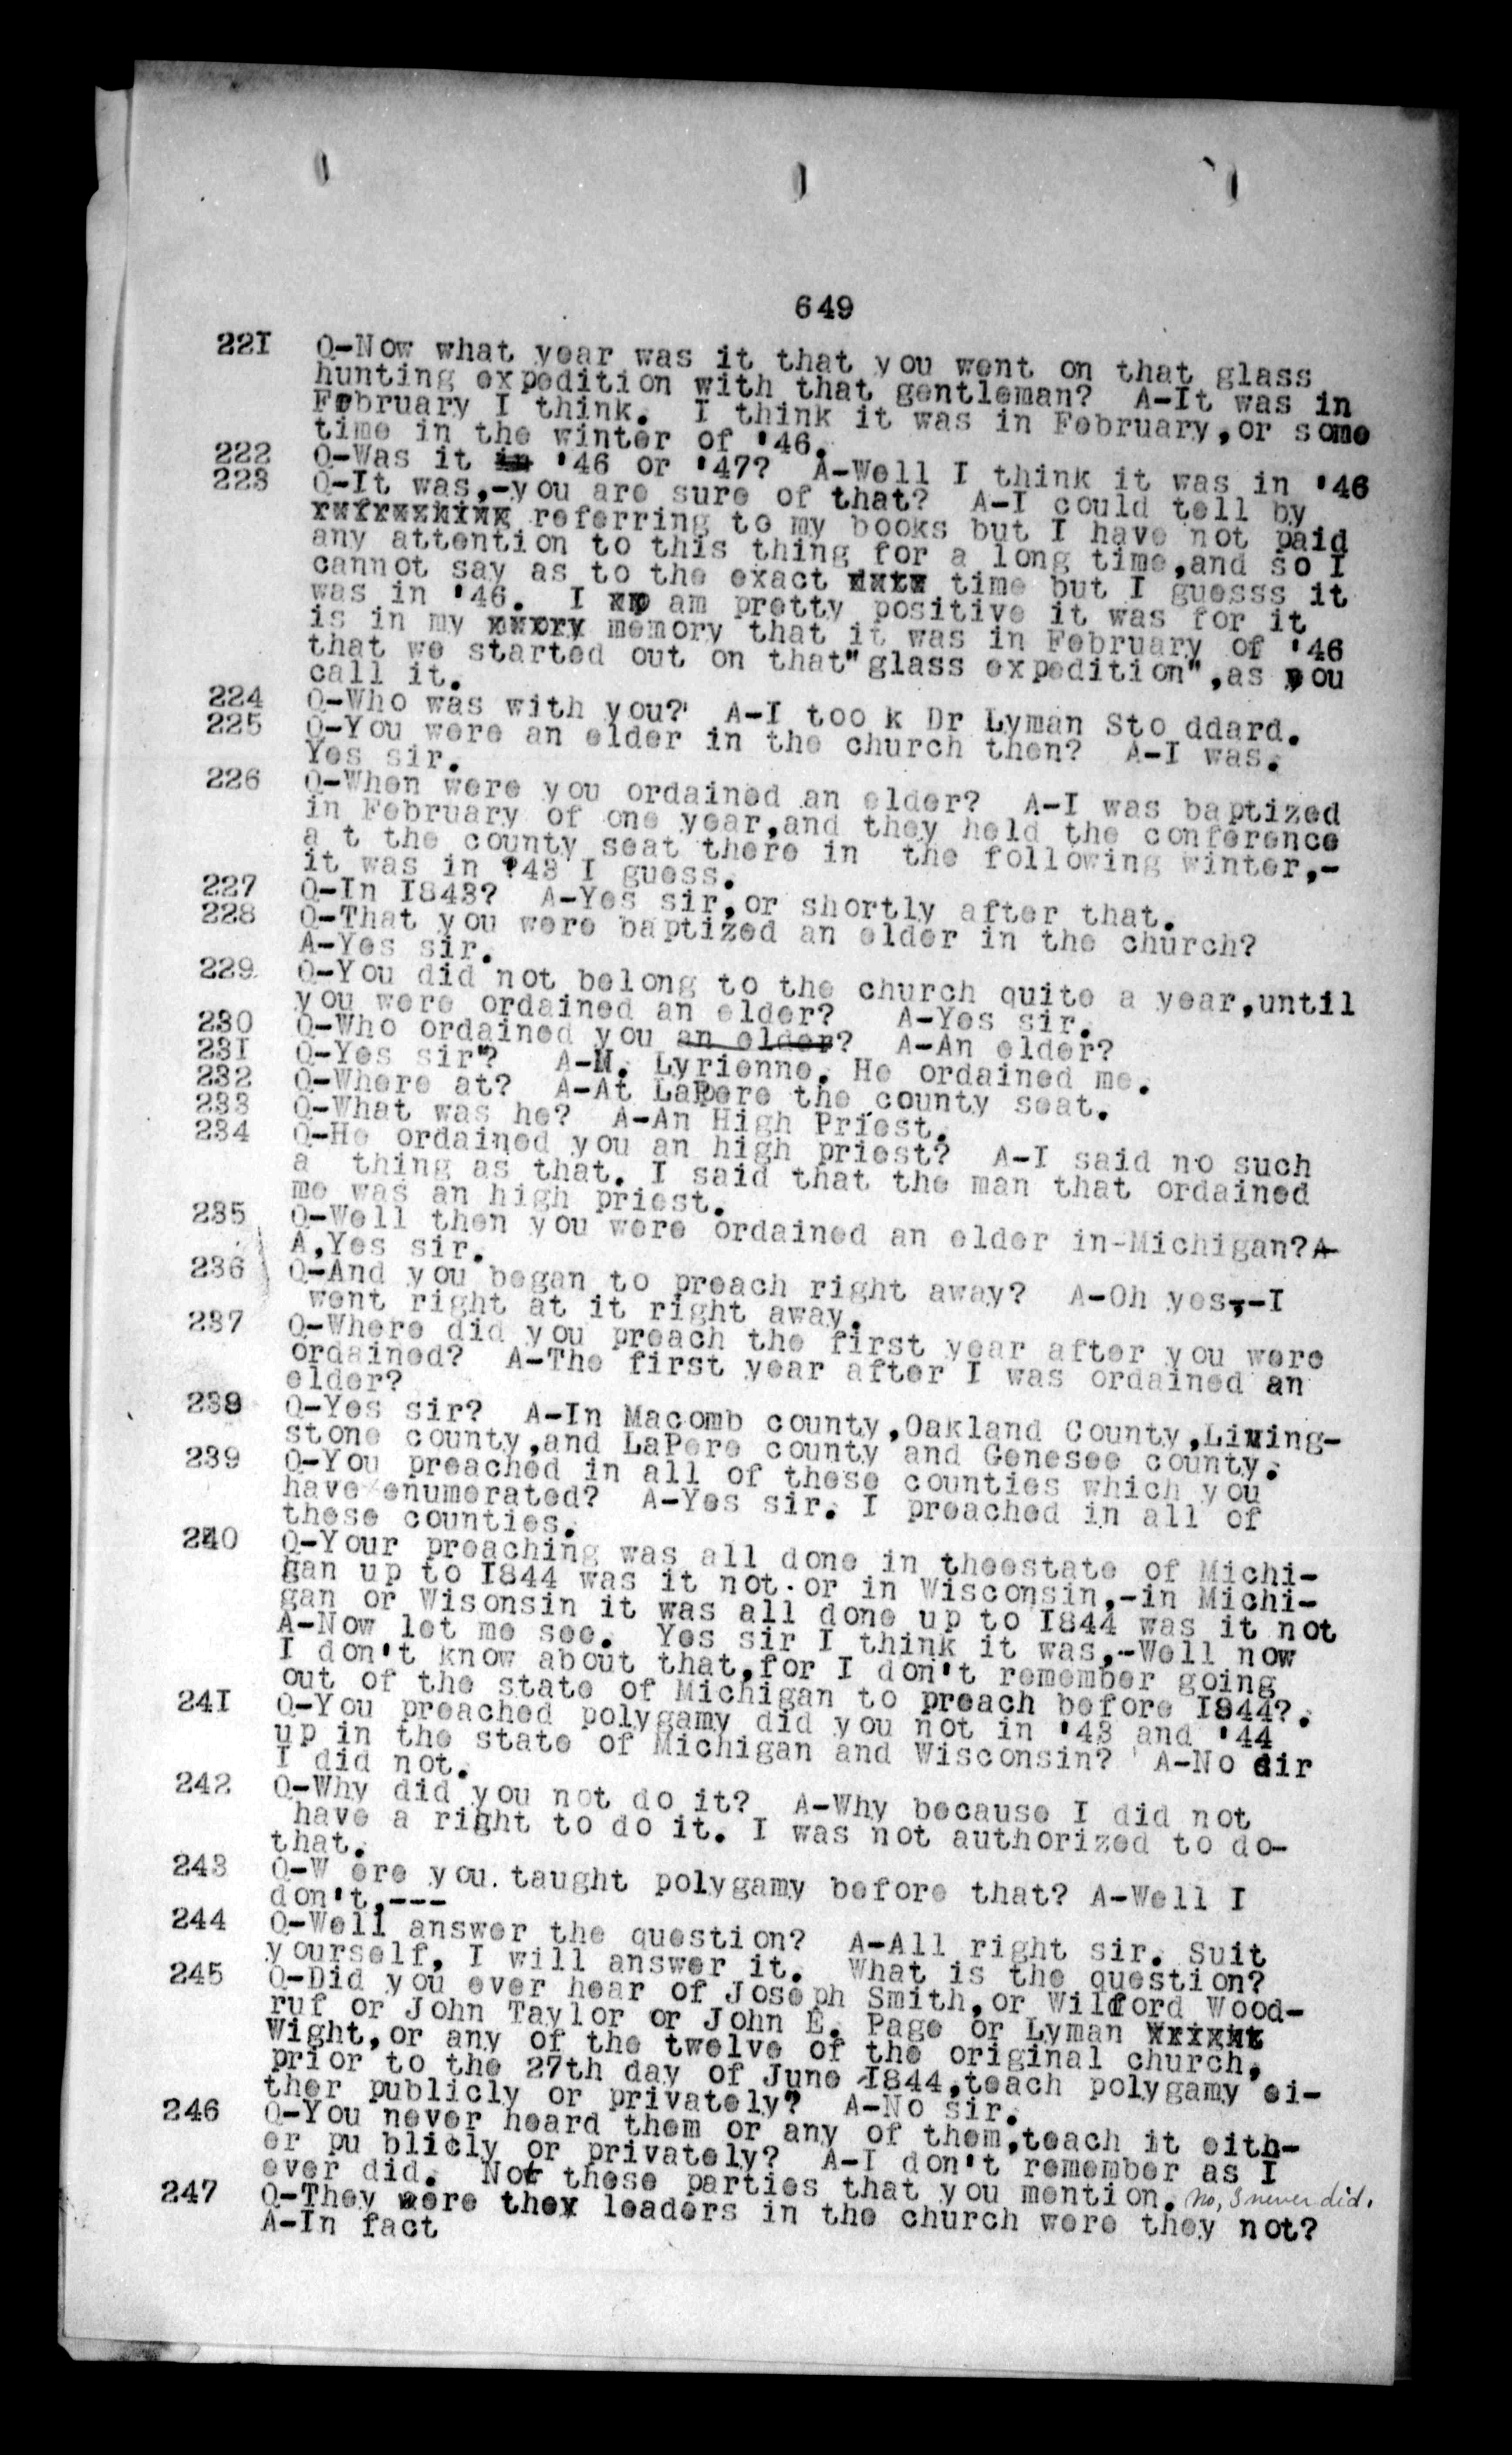 649
221 Q-Now what year was it that you went on that glass
hunting expedition with that gentleman? A-It was in
February I think. I think it was in February,or some
time in the winter of '46.
222 Q-Was it in '46 or '47? A-Well I think it was in '46
223 Q-It was,-you are sure of that? A-I could tell by
referring to my books but I have not paid
any attention to this thing for a long time,and so I
cannot say as to the exact time but I guesss it
was in '46. I am pretty positive it was for it
is in my memory that it was in February of '46
that we started out on that"glass expedition",as you
call it.
224 Q-Who was with you?' A-I too k Dr Lyman Sto ddard.
225 Q-You were an elder in the church then? A-I was.
Yes sir.
226 Q-When were you ordained an elder? A-I was baptized
in February of one year,and they held the conference
a t the county seat there in the following winter,-
it was in '43 I guess.
227 Q-In I843? A-Yes sir,or shortly after that.
228 Q-That you were baptized an elder in the church?
A-Yes sir.
229 Q-You did not belong to the church quite a year,until
you were ordained an elder? A-Yes sir.
230 Q-Who ordained you an elder? A-An elder?
231 Q-Yes sir"? A-M. Lyrienne. He ordained me.
232 Q-Where at? A-At LaPere the county seat.
233 Q-What was he? A-An High Priest.
234 Q-He ordained you an high priest? A-I said no such
a thing as that. I said that the man that ordained
me was an high priest.
235 Q-Well then you were ordained an elder in-Michigan?A-
A,Yes sir.
236 Q-And you began to preach right away? A-Oh yes,--I
went right at it right away.
237 Q-Where did you preach the first year after you were
ordained? A-The first year after I was ordained an
elder?
238 Q-Yes sir? A-In Macomb county,Oakland County,Living-
stone county,and LaPere county and Genesee county.
239 Q-You preached in all of these counties which you
have enumerated? A-Yes sir. I preached in all of
these counties.
240 Q-Your preaching was all done in theestate of Michi-
gan up to I844 was it not.or in Wisconsin,-in Michi-
gan or Wisonsin it was all done up to I844 was it not
A-Now let me see. Yes sir I think it was,-Well now
I don't know about that,for I don't remember going
out of the state of Michigan to preach before I844?.
241 Q-You preached polygamy did you not in '43 and '44
up in the state of Michigan and Wisconsin? A-No sir
I did not.
242 Q-Why did you not do it? A-Why because I did not
have a right to do it. I was not authorized to do-
that.
243 Q-W ere you.taught polygamy before that? A-Well I
don't,---
244 Q-Well answer the question? A-All right sir. Suit
yourself, I will answer it. What is the question?
245 Q-Did you ever hear of Joseph Smith,or Wilford Wood-
ruf or John Taylor or John E. Page or Lyman
Wight,or any of the twelve of the original church,
prior to the 27th day of June I844,teach polygamy ei-
ther publicly or privately? A-No sir.
246 Q-You never heard them or any of them,teach it eith-
er pu blicly or privately? A-I don't remember as I
ever did. Not these parties that you mention. No, I never did.
247 Q-They were they leaders in the church were they not?
A-In fact